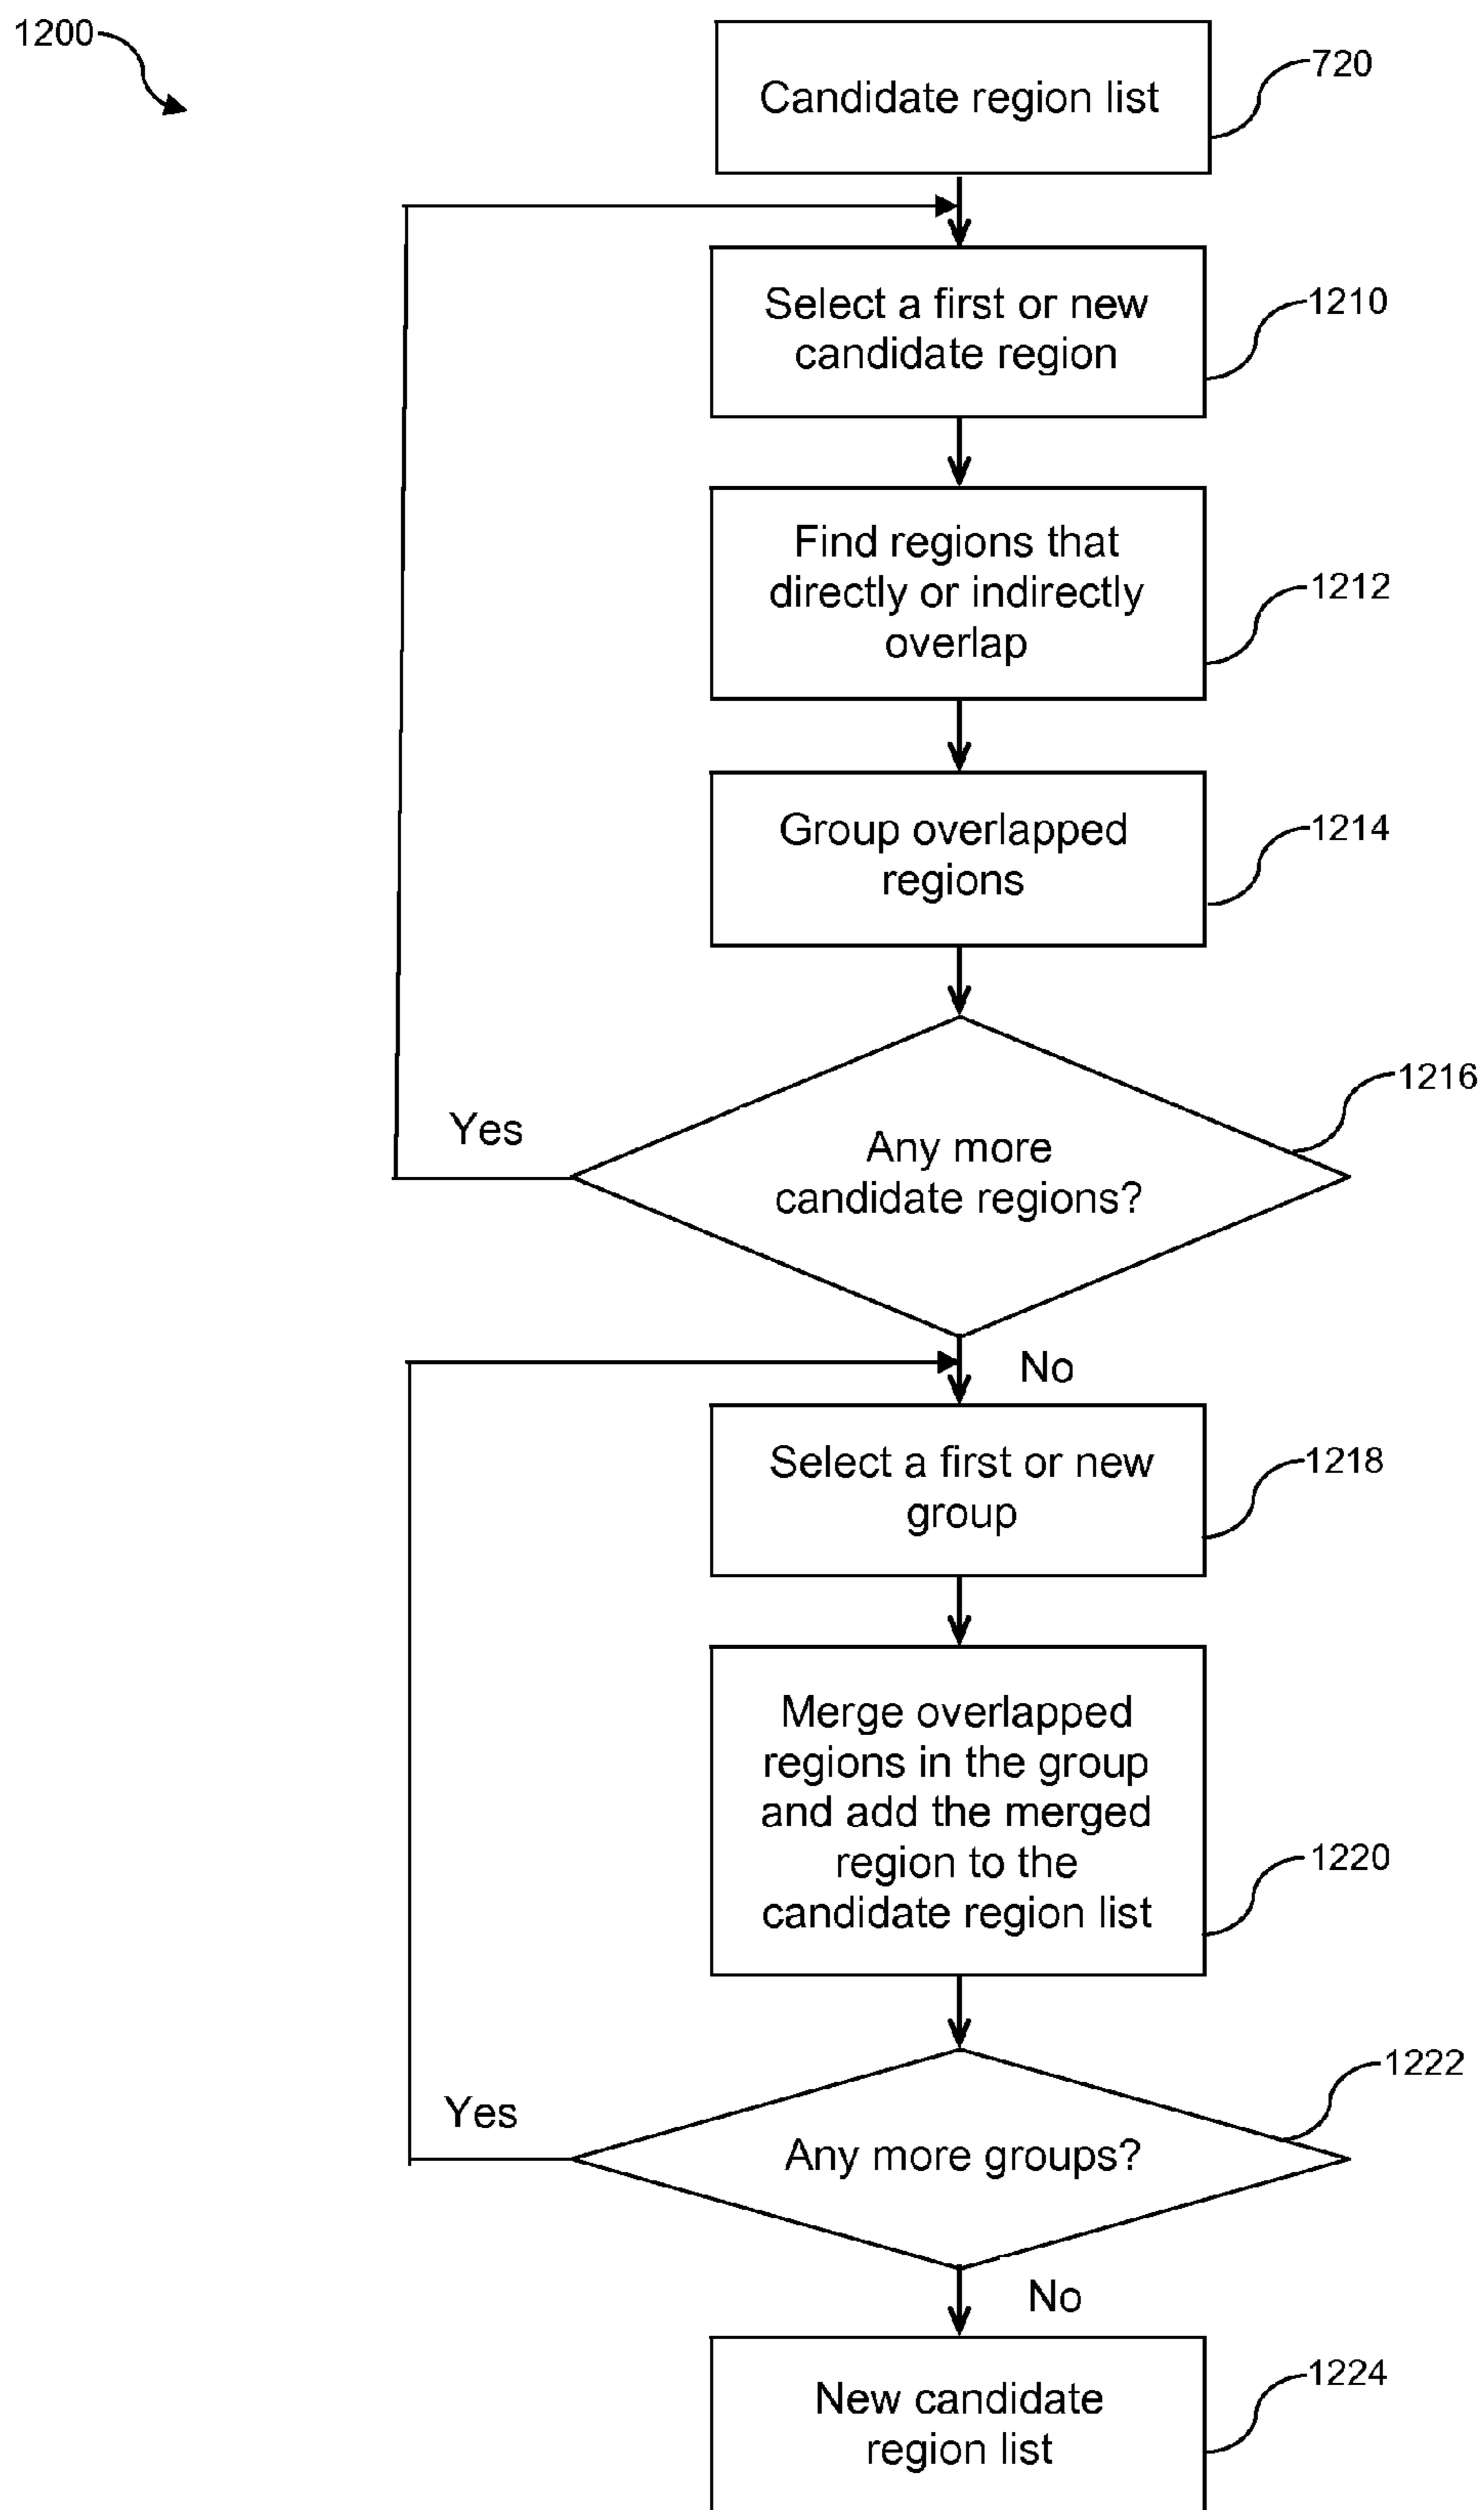 1200
Candidate region list
720
Select a first or new
candidate region
1210
Find regions that
directly or indirectly
overlap
1212
Group overlapped
regions
1214
Any more
candidate regions?
1216
Yes
No
Select a first or new
group
1218
Merge overlapped
regions in the group
and add the merged
region to the
candidate region list
1220
Any more groups?
1222
Yes
No
New candidate
region list
1224